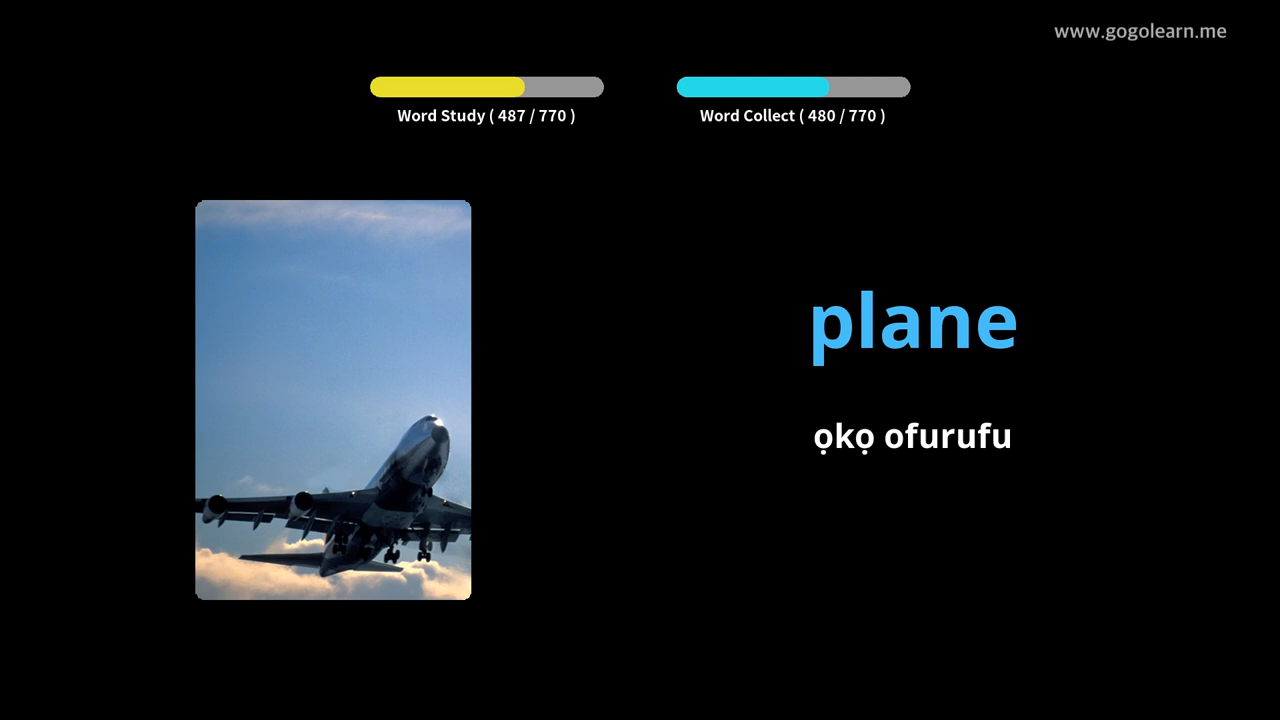 www.gogolearn.me
Word Study ( 487 / 770 )
Word Collect ( 480 / 770 )
plane
ọkọ ofurufu